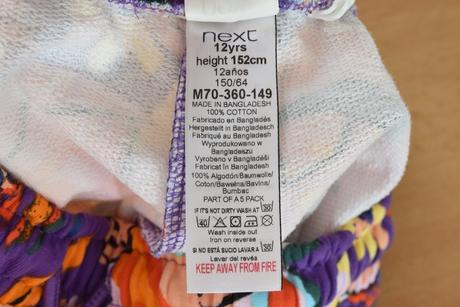 next
12yrs
height 152cm
12años
150/64
M70-360-149
MADE IN BANGLADESH
100% COTTON
Fabricado en Bangladés
Hergestellt in Bangladesch
Fabriqué au Bangladesh
Wyprodukowano w
Bangladeszu
Vyrobeno v Bangladéši
Fabricat în Bangladesh
100% Algodón/Baumwolle/
Coton/Bawełna/Bavlna/
Bumbac
PART OF A 5 PACK
IF IT'S NOT DIRTY WASH AT 30
40
Wash inside out
Iron on reverse
SI NO ESTÁ SUCIO LAVAR A 30
Lavar del revés
KEEP AWAY FROM FIRE